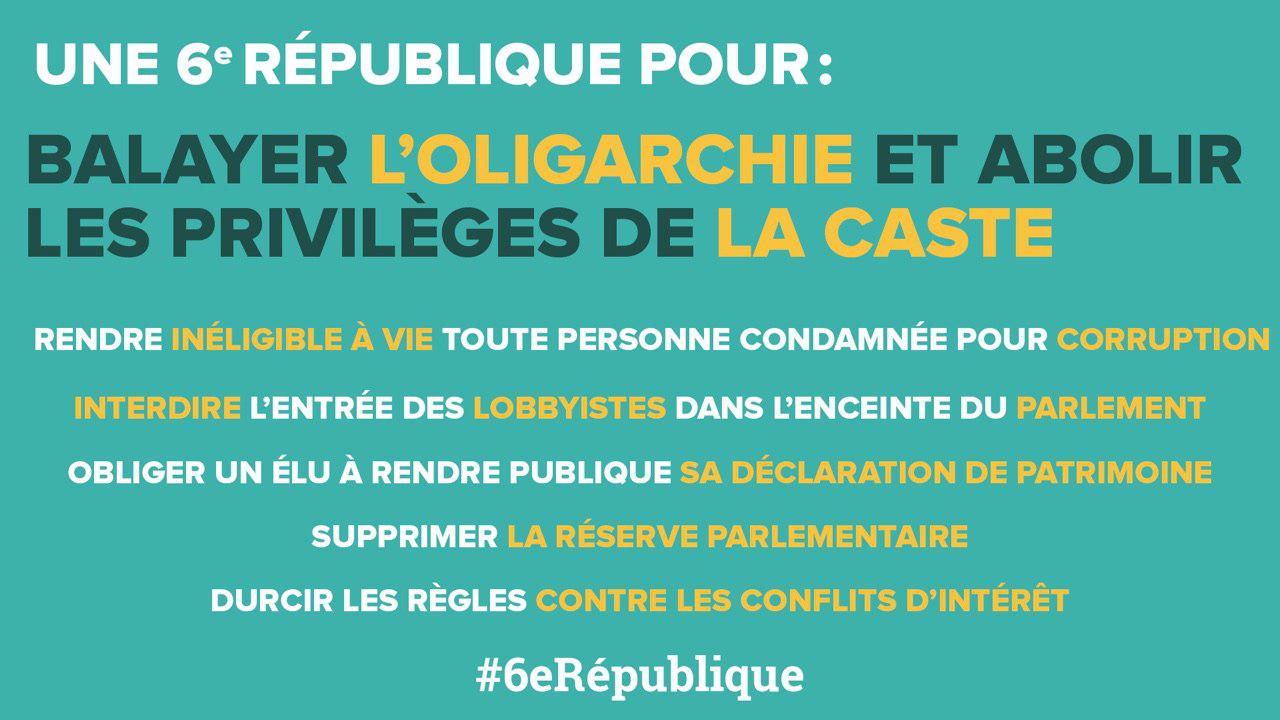 UNE 6e RÉPUBLIQUE POUR :
BALAYER L’OLIGARCHIE ET ABOLIR
LES PRIVILÈGES DE LA CASTE
RENDRE INÉLIGIBLE À VIE TOUTE PERSONNE CONDAMNÉE POUR CORRUPTION
INTERDIRE L’ENTRÉE DES LOBBYISTES DANS L’ENCEINTE DU PARLEMENT
OBLIGER UN ÉLU À RENDRE PUBLIQUE SA DÉCLARATION DE PATRIMOINE
SUPPRIMER LA RÉSERVE PARLEMENTAIRE
DURCIR LES RÈGLES CONTRE LES CONFLITS D’INTÉRÊT
#6eRépublique